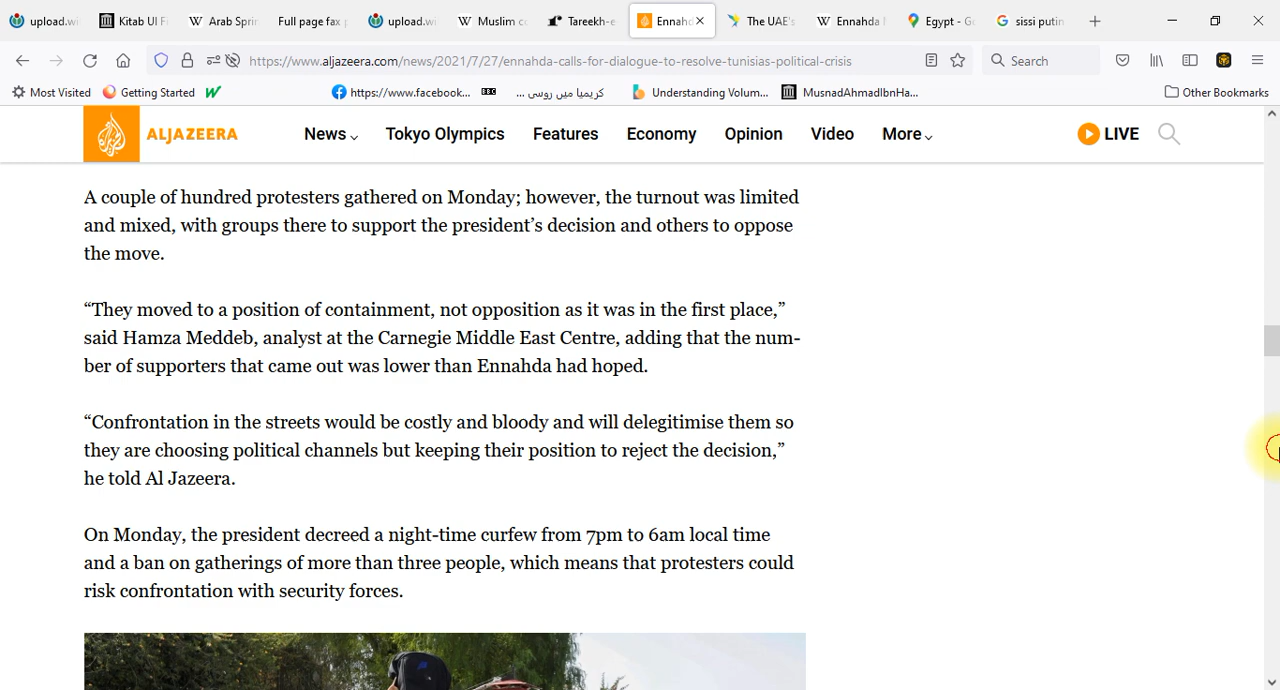 upload.wi
Kitab Ul Fi
Arab Sprin
Full page fax p
upload.wi
Muslim co
Tareekh-e
Ennahd
The UAE's
Ennahda M
Egypt - Go
sissi putin
https://www.aljazeera.com/news/2021/7/27/ennahda-calls-for-dialogue-to-resolve-tunisias-political-crisis
Search
Most Visited
Getting Started
https://www.facebook...
BBC
کریمیا میں روسی ...
Understanding Volum...
MusnadAhmadIbnHa...
Other Bookmarks
ALJAZEERA
News
Tokyo Olympics
Features
Economy
Opinion
Video
More
LIVE
A couple of hundred protesters gathered on Monday; however, the turnout was limited
and mixed, with groups there to support the president’s decision and others to oppose
the move.
“They moved to a position of containment, not opposition as it was in the first place,”
said Hamza Meddeb, analyst at the Carnegie Middle East Centre, adding that the num-
ber of supporters that came out was lower than Ennahda had hoped.
“Confrontation in the streets would be costly and bloody and will delegitimise them so
they are choosing political channels but keeping their position to reject the decision,”
he told Al Jazeera.
On Monday, the president decreed a night-time curfew from 7pm to 6am local time
and a ban on gatherings of more than three people, which means that protesters could
risk confrontation with security forces.